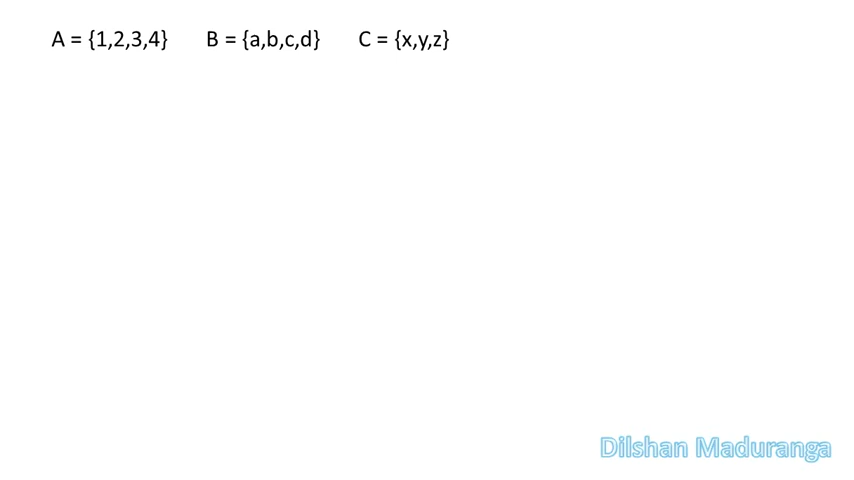 A = {1,2,3,4} B = {a,b,c,d} C = {x,y,z}
Dilshan Maduranga